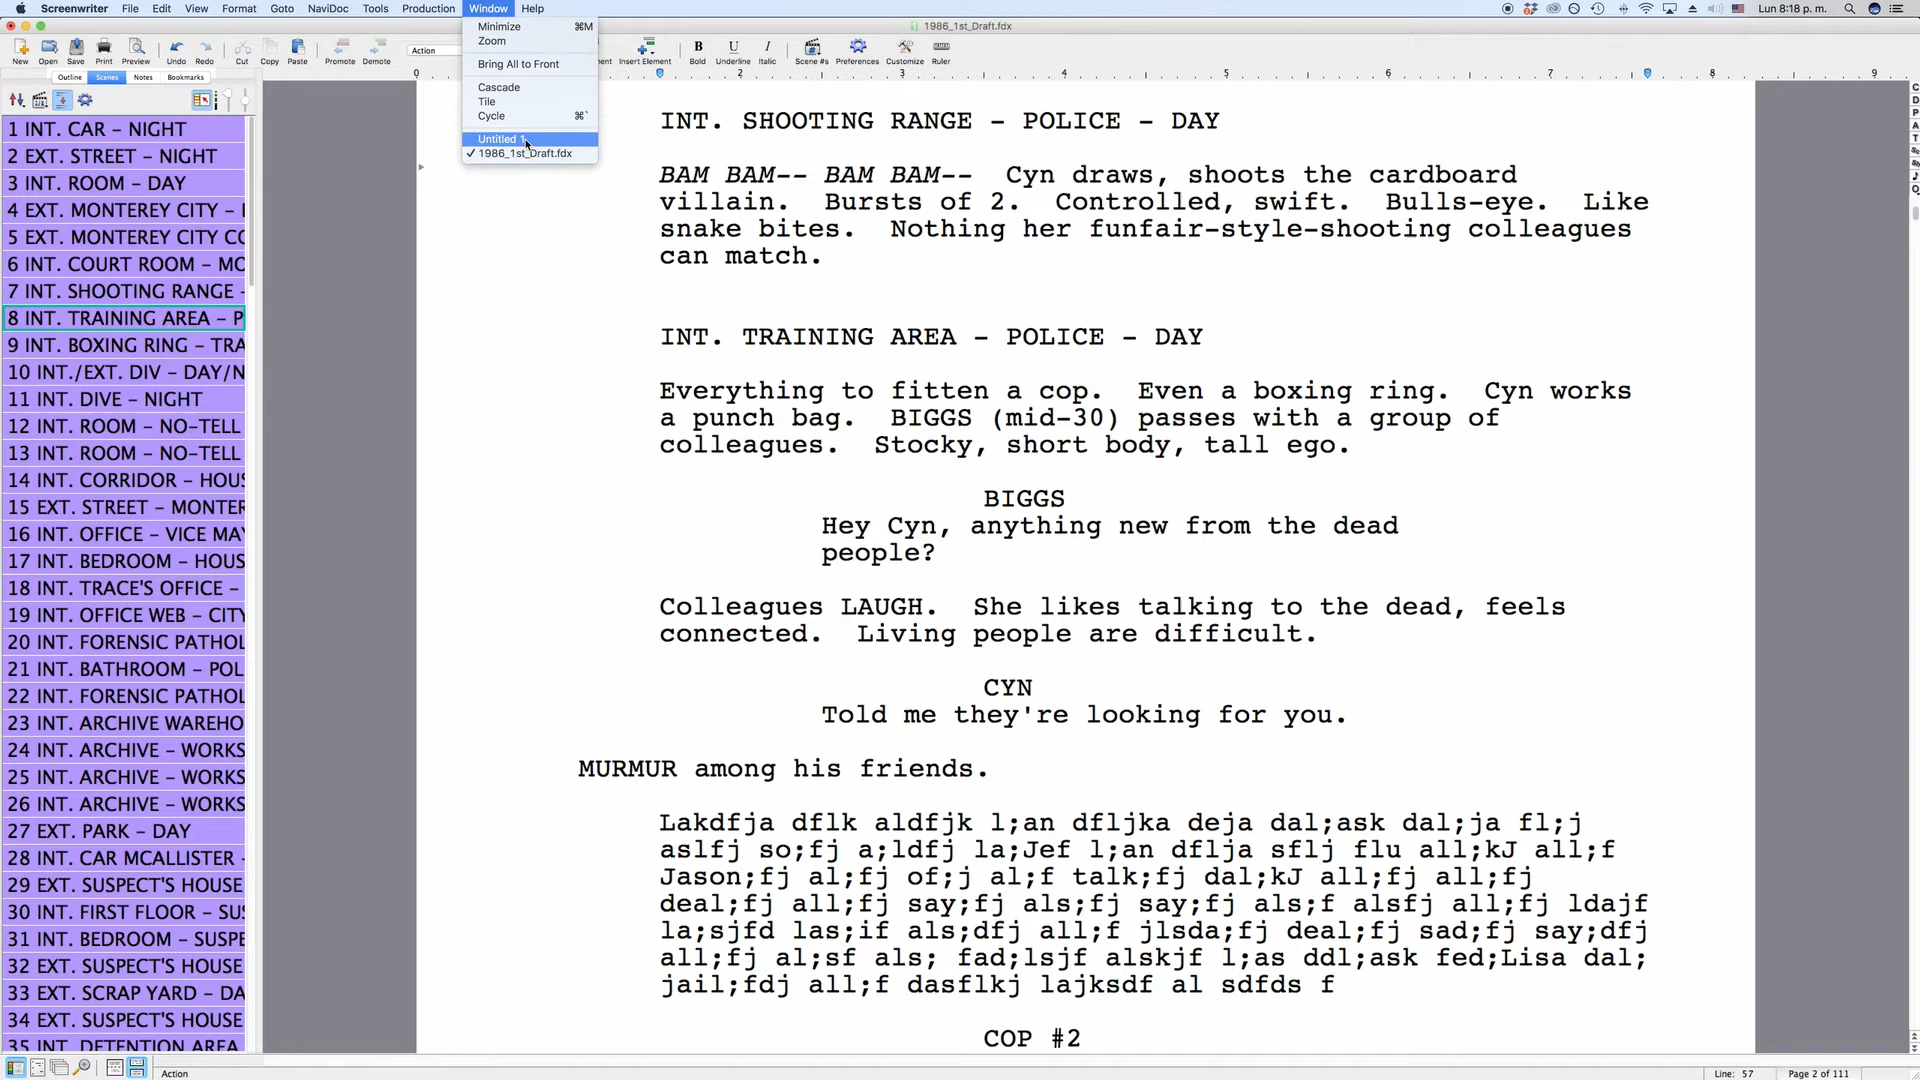 Screenwriter File Edit View Format Goto NaviDoc Tools Production Window Help
Lun 8:18 p. m.
1986_1st_Draft.fdx
New Open Save Print Preview Undo Redo Cut Copy Paste Promote Demote
Action
Insert Element Bold Underline Italic Scene #s Preferences Customize Ruler
Minimize ⌘M
Zoom
Bring All to Front
Cascade
Tile
Cycle ⌘`
Untitled 1
✓ 1986_1st_Draft.fdx
Outline Scenes Notes Bookmarks
0 2 3 4 5 6 7 8 9
1 INT. CAR – NIGHT
2 EXT. STREET – NIGHT
3 INT. ROOM – DAY
4 EXT. MONTEREY CITY –
5 EXT. MONTEREY CITY CO
6 INT. COURT ROOM – MO
7 INT. SHOOTING RANGE –
8 INT. TRAINING AREA – P
9 INT. BOXING RING – TRA
10 INT./EXT. DIV – DAY/N
11 INT. DIVE – NIGHT
12 INT. ROOM – NO-TELL
13 INT. ROOM – NO-TELL
14 INT. CORRIDOR – HOUS
15 EXT. STREET – MONTER
16 INT. OFFICE – VICE MAY
17 INT. BEDROOM – HOUS
18 INT. TRACE'S OFFICE –
19 INT. OFFICE WEB – CITY
20 INT. FORENSIC PATHOL
21 INT. BATHROOM – POL
22 INT. FORENSIC PATHOL
23 INT. ARCHIVE WAREHO
24 INT. ARCHIVE – WORKS
25 INT. ARCHIVE – WORKS
26 INT. ARCHIVE – WORKS
27 EXT. PARK – DAY
28 INT. CAR MCALLISTER –
29 EXT. SUSPECT'S HOUSE
30 INT. FIRST FLOOR – SUS
31 INT. BEDROOM – SUSPE
32 EXT. SUSPECT'S HOUSE
33 EXT. SCRAP YARD – DA
34 EXT. SUSPECT'S HOUSE
35 INT. DETENTION AREA
INT. SHOOTING RANGE – POLICE – DAY
BAM BAM-- BAM BAM-- Cyn draws, shoots the cardboard
villain. Bursts of 2. Controlled, swift. Bulls-eye. Like
snake bites. Nothing her funfair-style-shooting colleagues
can match.
INT. TRAINING AREA – POLICE – DAY
Everything to fitten a cop. Even a boxing ring. Cyn works
a punch bag. BIGGS (mid-30) passes with a group of
colleagues. Stocky, short body, tall ego.
BIGGS
Hey Cyn, anything new from the dead
people?
Colleagues LAUGH. She likes talking to the dead, feels
connected. Living people are difficult.
CYN
Told me they're looking for you.
MURMUR among his friends.
Lakdfja dflk aldfjk l;an dfljka deja dal;ask dal;ja fl;j
aslfj so;fj a;ldfj la;Jef l;an dflja sflj flu all;kJ all;f
Jason;fj al;fj of;j al;f talk;fj dal;kJ all;fj all;fj
deal;fj all;fj say;fj als;fj say;fj als;f alsfj all;fj ldajf
la;sjfd las;if als;dfj all;f jlsda;fj deal;fj sad;fj say;dfj
all;fj al;sf als; fad;lsjf alskjf l;as ddl;ask fed;Lisa dal;
jail;fdj all;f dasflkj lajksdf al sdfds f
COP #2
Action
Line: 57 Page 2 of 111